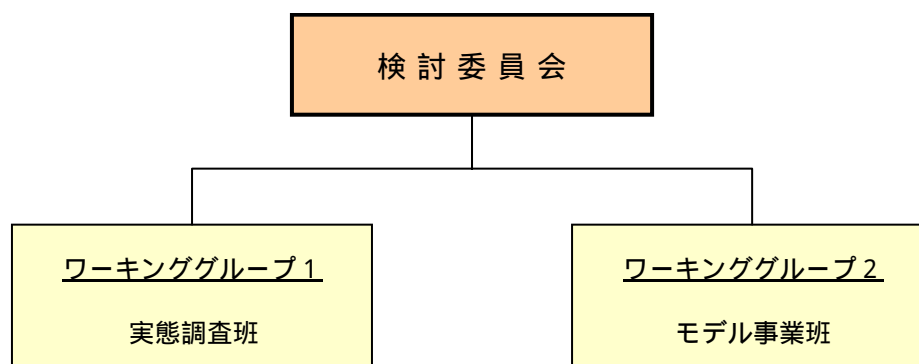 検討委員会
ワーキンググループ1
実態調査班
ワーキンググループ2
モデル事業班